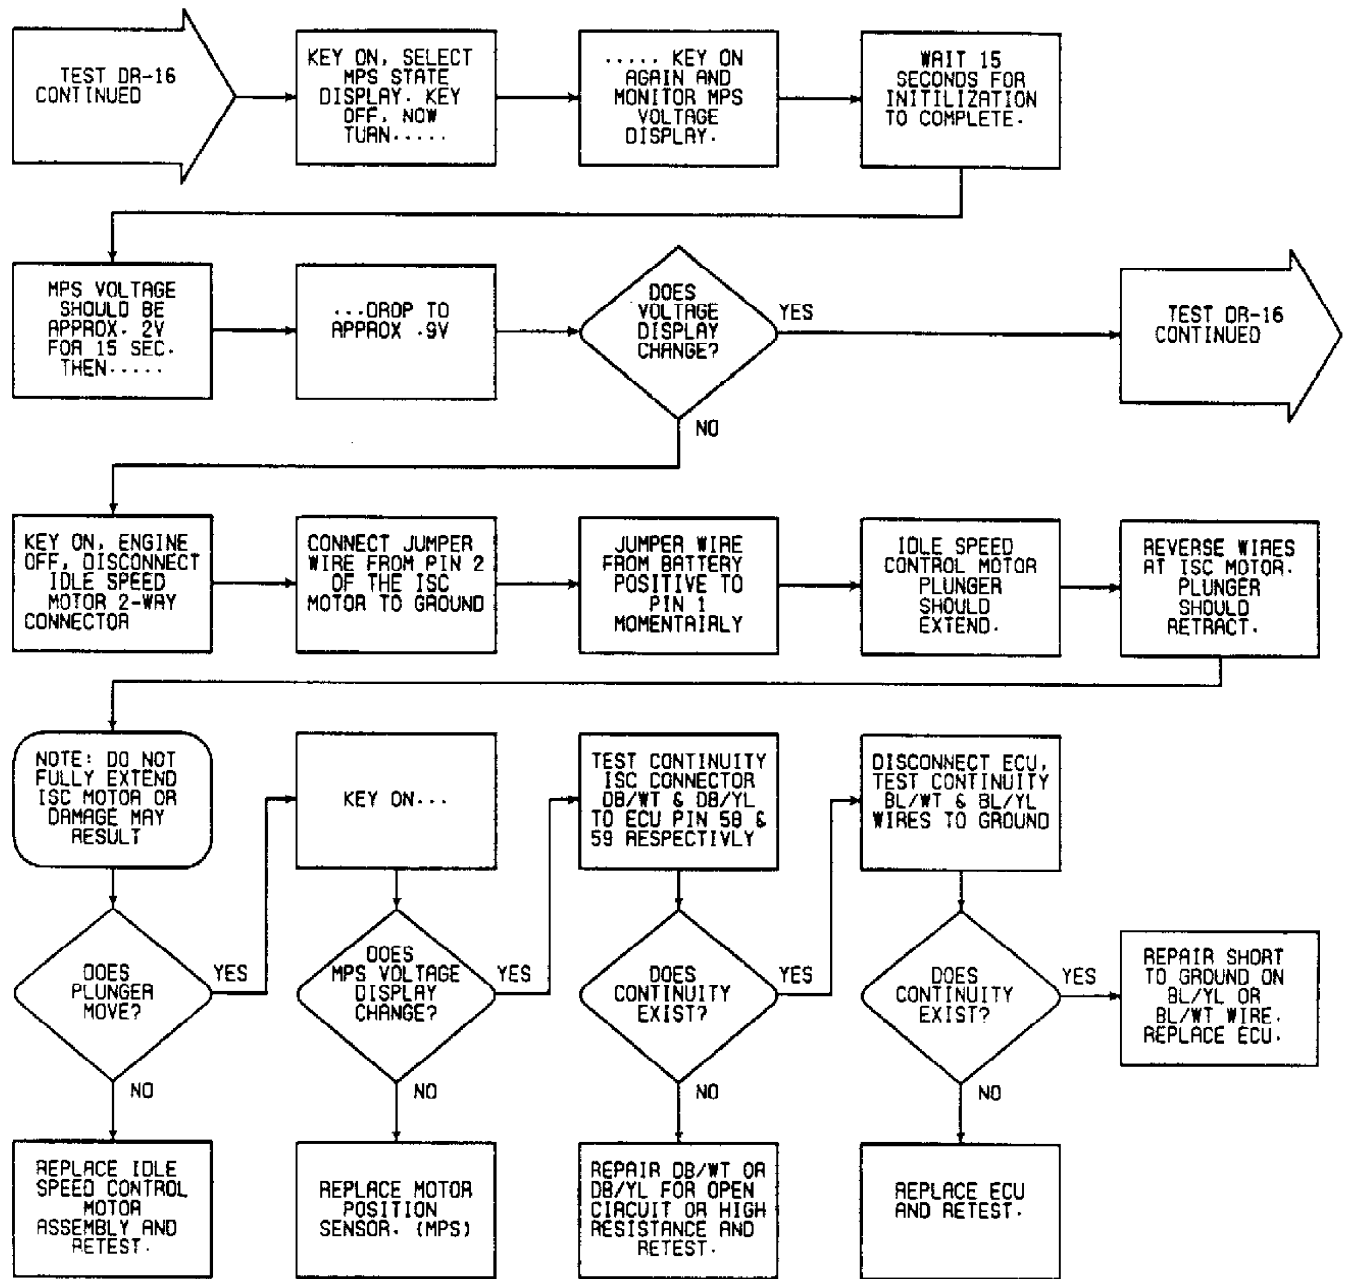 TEST DR-16
CONTINUED
KEY ON, SELECT
MPS STATE
DISPLAY. KEY
OFF, NOW
TURN.....
..... KEY ON
AGAIN AND
MONITOR MPS
VOLTAGE
DISPLAY.
WAIT 15
SECONDS FOR
INITILIZATION
TO COMPLETE.
MPS VOLTAGE
SHOULD BE
APPROX. 2V
FOR 15 SEC.
THEN.....
...DROP TO
APPROX .9V
DOES
VOLTAGE
DISPLAY
CHANGE?
YES
NO
TEST DR-16
CONTINUED
KEY ON, ENGINE
OFF, DISCONNECT
IDLE SPEED
MOTOR 2-WAY
CONNECTOR
CONNECT JUMPER
WIRE FROM PIN 2
OF THE ISC
MOTOR TO GROUND
JUMPER WIRE
FROM BATTERY
POSITIVE TO
PIN 1
MOMENTAIRLY
IDLE SPEED
CONTROL MOTOR
PLUNGER
SHOULD
EXTEND.
REVERSE WIRES
AT ISC MOTOR.
PLUNGER
SHOULD
RETRACT.
NOTE: DO NOT
FULLY EXTEND
ISC MOTOR OR
DAMAGE MAY
RESULT
KEY ON...
TEST CONTINUITY
ISC CONNECTOR
DB/WT & DB/YL
TO ECU PIN 58 &
59 RESPECTIVLY
DISCONNECT ECU,
TEST CONTINUITY
BL/WT & BL/YL
WIRES TO GROUND
DOES
PLUNGER
MOVE?
YES
NO
DOES
MPS VOLTAGE
DISPLAY
CHANGE?
YES
NO
DOES
CONTINUITY
EXIST?
YES
NO
DOES
CONTINUITY
EXIST?
YES
NO
REPAIR SHORT
TO GROUND ON
BL/YL OR
BL/WT WIRE.
REPLACE ECU.
REPLACE IDLE
SPEED CONTROL
MOTOR
ASSEMBLY AND
RETEST.
REPLACE MOTOR
POSITION
SENSOR. (MPS)
REPAIR DB/WT OR
DB/YL FOR OPEN
CIRCUIT OR HIGH
RESISTANCE AND
RETEST.
REPLACE ECU
AND RETEST.